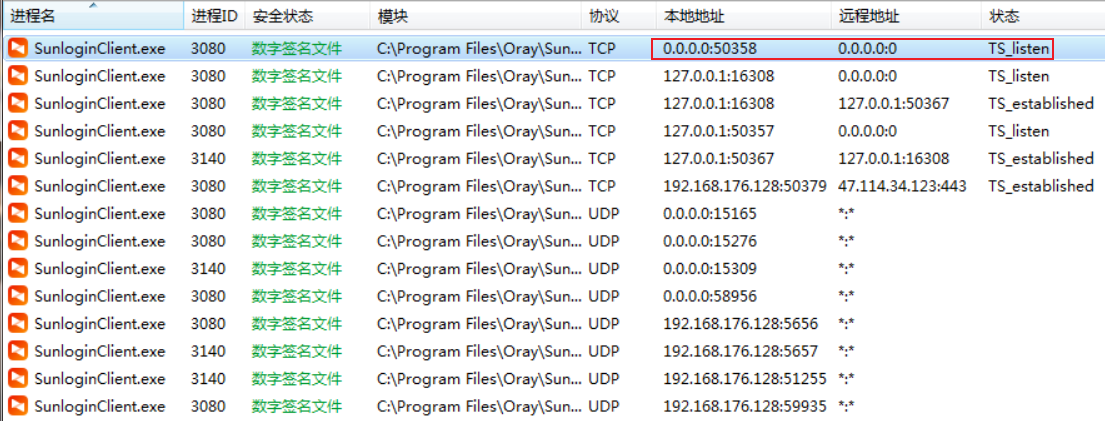 进程名 进程ID 安全状态 模块 协议 本地地址 远程地址 状态
SunloginClient.exe 3080 数字签名文件 C:\Program Files\Oray\Sun... TCP 0.0.0.0:50358 0.0.0.0:0 TS_listen
SunloginClient.exe 3080 数字签名文件 C:\Program Files\Oray\Sun... TCP 127.0.0.1:16308 0.0.0.0:0 TS_listen
SunloginClient.exe 3080 数字签名文件 C:\Program Files\Oray\Sun... TCP 127.0.0.1:16308 127.0.0.1:50367 TS_established
SunloginClient.exe 3080 数字签名文件 C:\Program Files\Oray\Sun... TCP 127.0.0.1:50357 0.0.0.0:0 TS_listen
SunloginClient.exe 3140 数字签名文件 C:\Program Files\Oray\Sun... TCP 127.0.0.1:50367 127.0.0.1:16308 TS_established
SunloginClient.exe 3080 数字签名文件 C:\Program Files\Oray\Sun... TCP 192.168.176.128:50379 47.114.34.123:443 TS_established
SunloginClient.exe 3080 数字签名文件 C:\Program Files\Oray\Sun... UDP 0.0.0.0:15165 *:*
SunloginClient.exe 3080 数字签名文件 C:\Program Files\Oray\Sun... UDP 0.0.0.0:15276 *:*
SunloginClient.exe 3140 数字签名文件 C:\Program Files\Oray\Sun... UDP 0.0.0.0:15309 *:*
SunloginClient.exe 3080 数字签名文件 C:\Program Files\Oray\Sun... UDP 0.0.0.0:58956 *:*
SunloginClient.exe 3080 数字签名文件 C:\Program Files\Oray\Sun... UDP 192.168.176.128:5656 *:*
SunloginClient.exe 3140 数字签名文件 C:\Program Files\Oray\Sun... UDP 192.168.176.128:5657 *:*
SunloginClient.exe 3140 数字签名文件 C:\Program Files\Oray\Sun... UDP 192.168.176.128:51255 *:*
SunloginClient.exe 3080 数字签名文件 C:\Program Files\Oray\Sun... UDP 192.168.176.128:59935 *:*